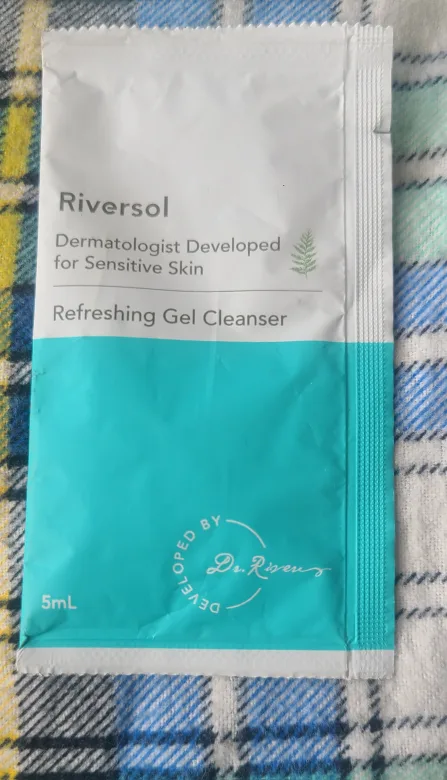 Riversol
Dermatologist Developed
for Sensitive Skin
Refreshing Gel Cleanser
DEVELOPED BY
Dr. Rivers
5mL